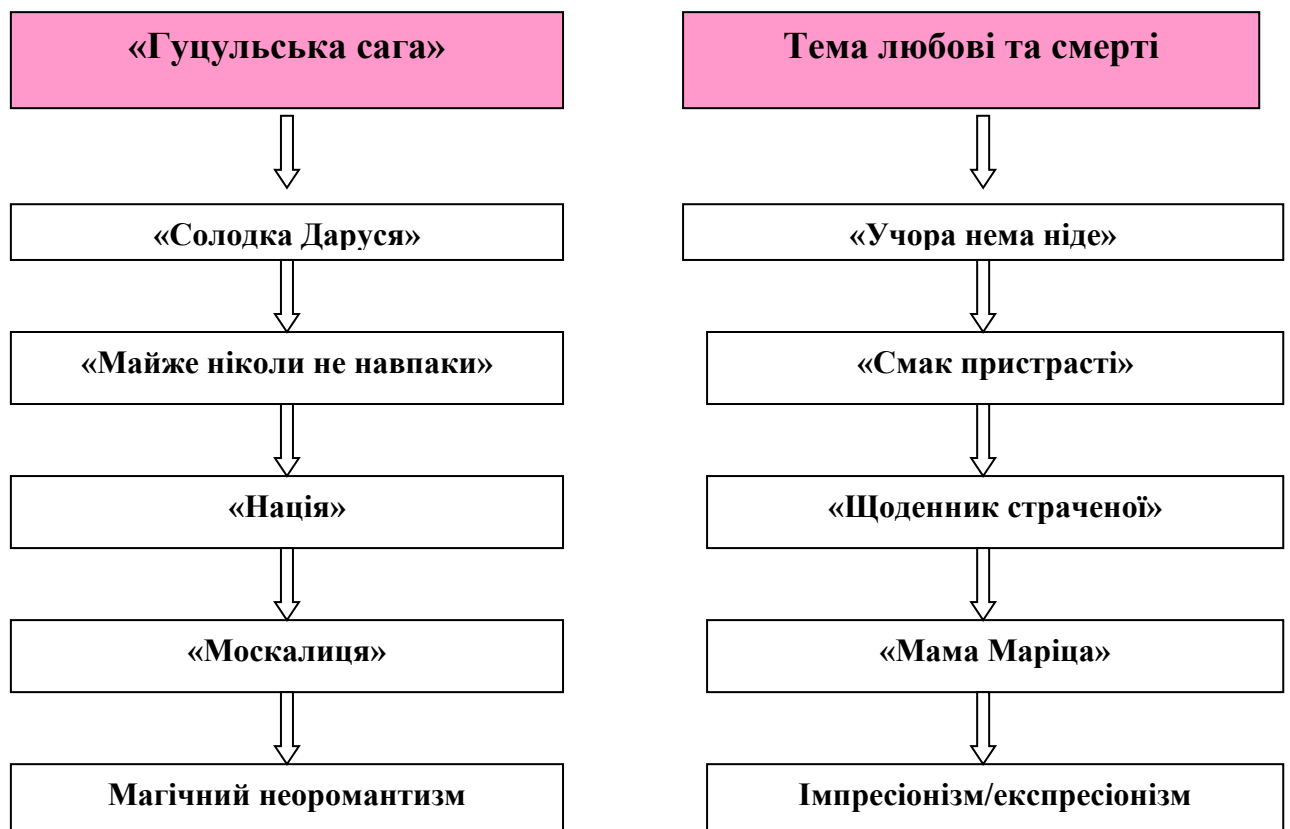 «Гуцульська сага»
«Солодка Даруся»
«Майже ніколи не навпаки»
«Нація»
«Москалиця»
Магічний неоромантизм
Тема любові та смерті
«Учора нема ніде»
«Смак пристрасті»
«Щоденник страченої»
«Мама Маріца»
Імпресіонізм/експресіонізм